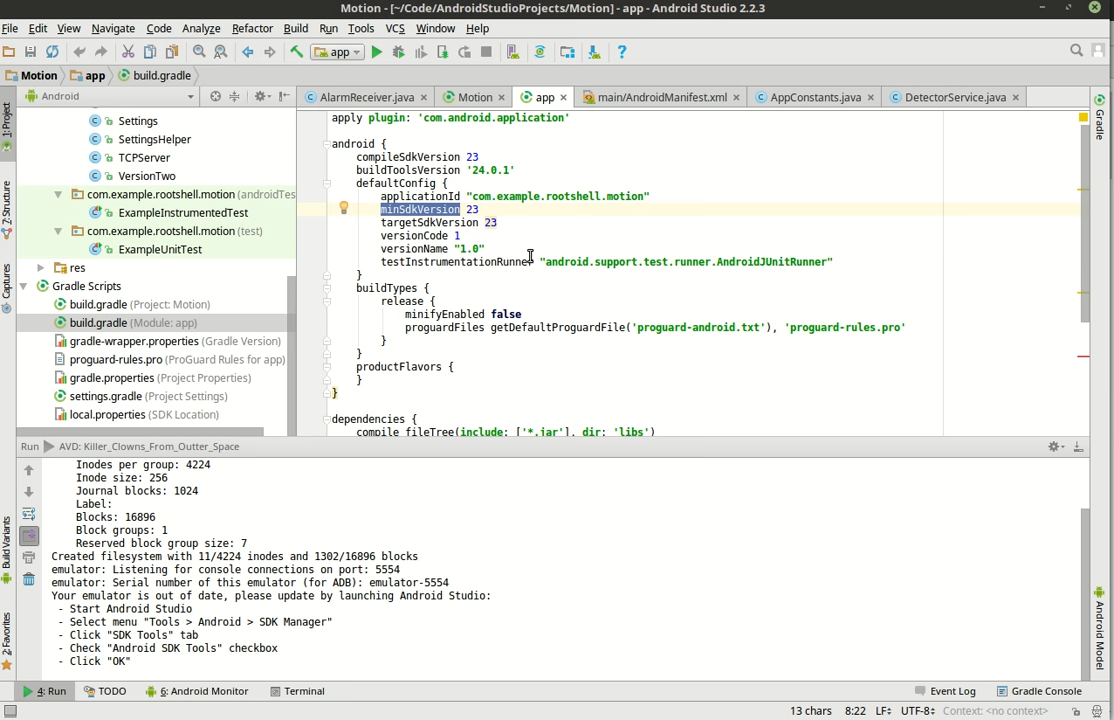 Motion - [~/Code/AndroidStudioProjects/Motion] - app - Android Studio 2.2.3
File Edit View Navigate Code Analyze Refactor Build Run Tools VCS Window Help
app
Motion app build.gradle
Android
AlarmReceiver.java Motion app main/AndroidManifest.xml AppConstants.java DetectorService.java
1: Project
7: Structure
Captures
Build Variants
2: Favorites
Gradle
Android Model
Settings
SettingsHelper
TCPServer
VersionTwo
com.example.rootshell.motion (androidTes
ExampleInstrumentedTest
com.example.rootshell.motion (test)
ExampleUnitTest
res
Gradle Scripts
build.gradle (Project: Motion)
build.gradle (Module: app)
gradle-wrapper.properties (Gradle Version)
proguard-rules.pro (ProGuard Rules for app)
gradle.properties (Project Properties)
settings.gradle (Project Settings)
local.properties (SDK Location)
apply plugin: 'com.android.application'
android {
compileSdkVersion 23
buildToolsVersion '24.0.1'
defaultConfig {
applicationId "com.example.rootshell.motion"
minSdkVersion 23
targetSdkVersion 23
versionCode 1
versionName "1.0"
testInstrumentationRunner "android.support.test.runner.AndroidJUnitRunner"
}
buildTypes {
release {
minifyEnabled false
proguardFiles getDefaultProguardFile('proguard-android.txt'), 'proguard-rules.pro'
}
}
productFlavors {
}
}
dependencies {
compile fileTree(include: ['*.jar'], dir: 'libs')
Run AVD: Killer_Clowns_From_Outter_Space
Inodes per group: 4224
Inode size: 256
Journal blocks: 1024
Label:
Blocks: 16896
Block groups: 1
Reserved block group size: 7
Created filesystem with 11/4224 inodes and 1302/16896 blocks
emulator: Listening for console connections on port: 5554
emulator: Serial number of this emulator (for ADB): emulator-5554
Your emulator is out of date, please update by launching Android Studio:
- Start Android Studio
- Select menu "Tools > Android > SDK Manager"
- Click "SDK Tools" tab
- Check "Android SDK Tools" checkbox
- Click "OK"
4: Run TODO 6: Android Monitor Terminal Event Log Gradle Console
13 chars 8:22 LF UTF-8 Context: <no context>